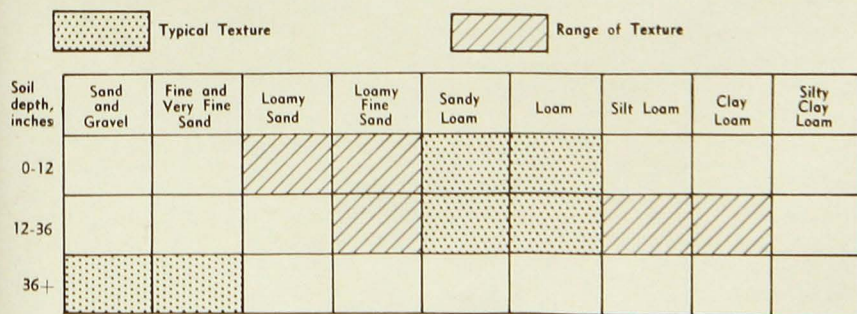 Typical Texture
Range of Texture
Soil
depth,
inches
Sand
and
Gravel
Fine and
Very Fine
Sand
Loamy
Sand
Loamy
Fine
Sand
Sandy
Loam
Loam
Silt Loam
Clay
Loam
Silty
Clay
Loam
0-12
12-36
36+